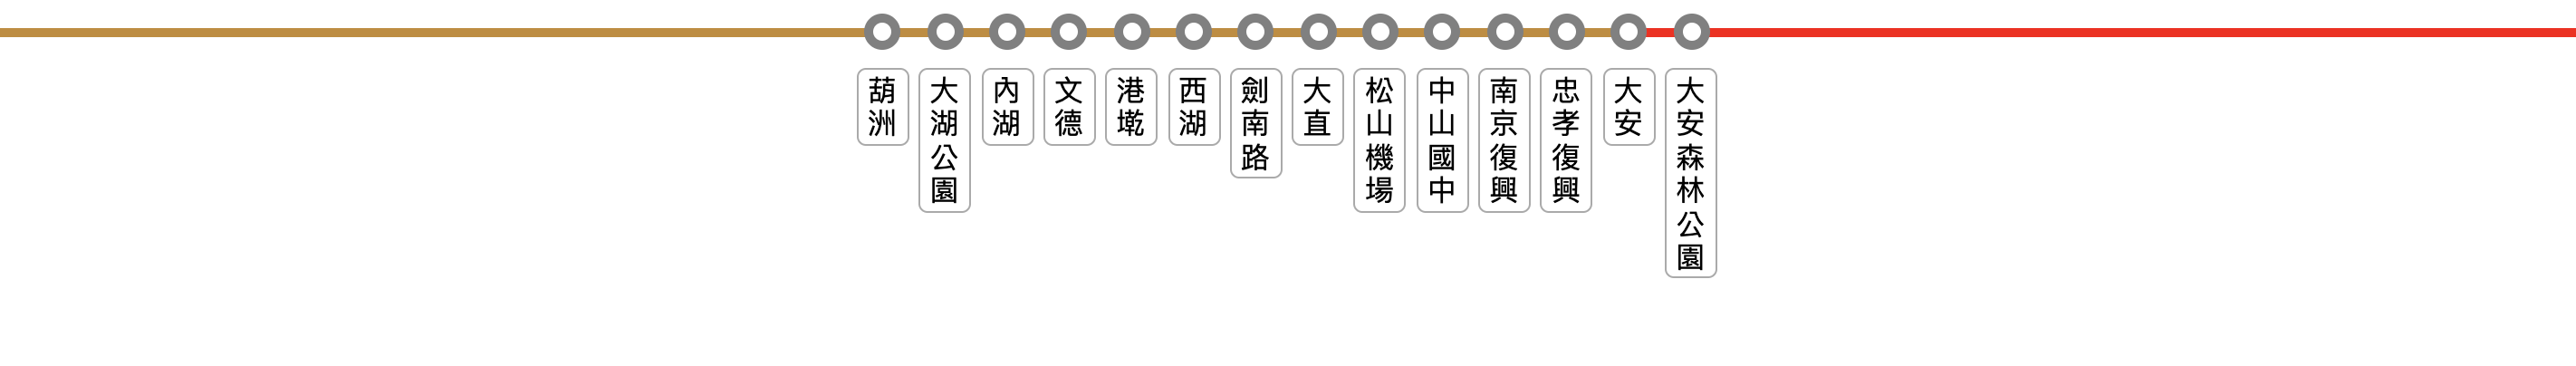 葫洲
大湖公園
內湖
文德
港墘
西湖
劍南路
大直
松山機場
中山國中
南京復興
忠孝復興
大安
大安森林公園